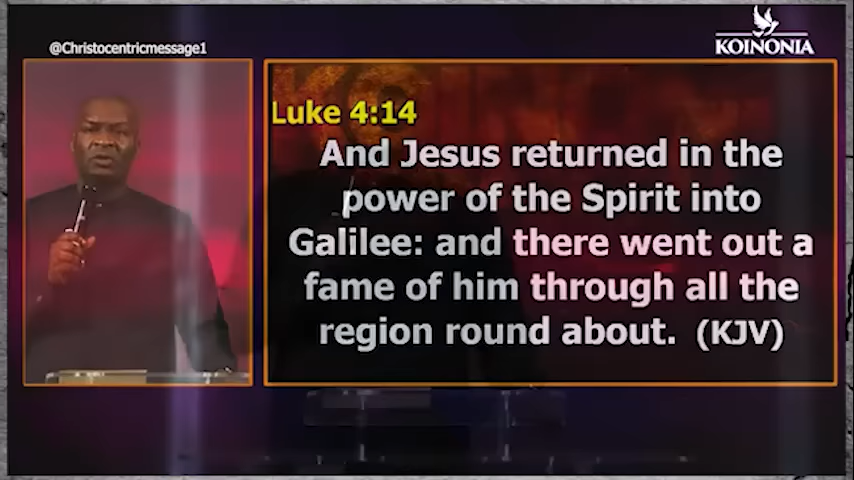 @Christocentricmessage1
KOINONIA
Luke 4:14
And Jesus returned in the
power of the Spirit into
Galilee: and there went out a
fame of him through all the
region round about. (KJV)